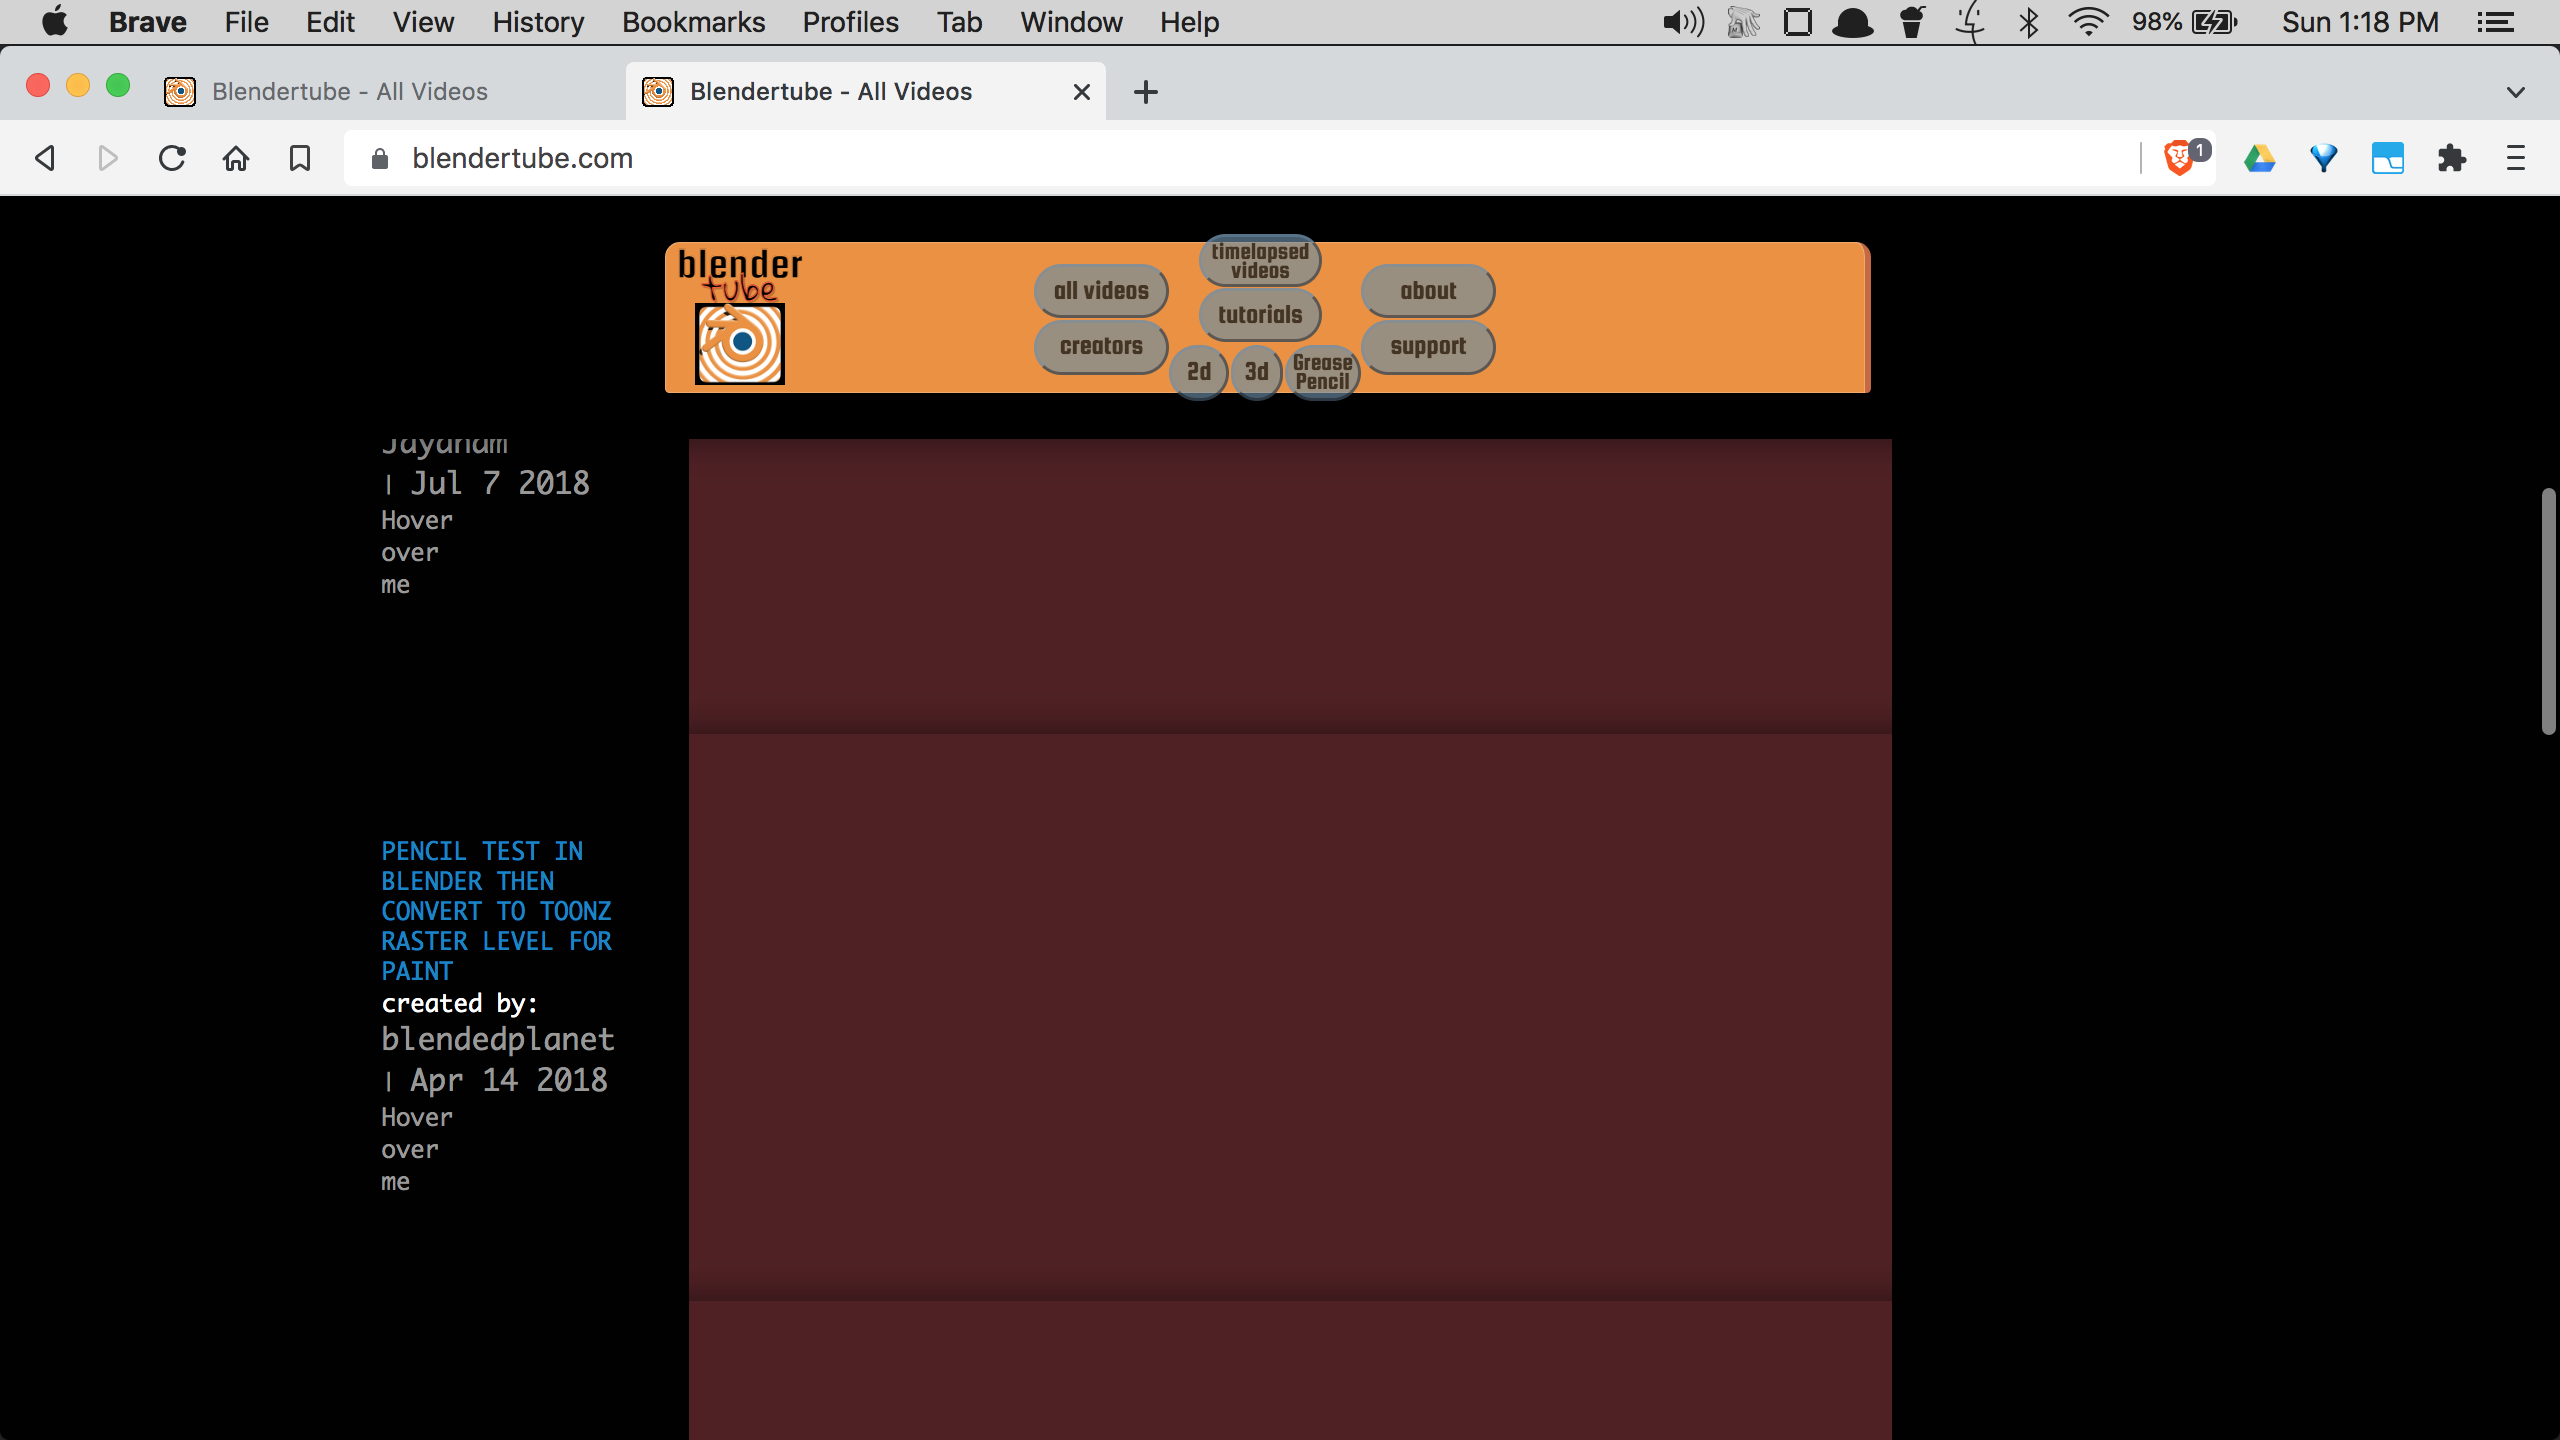 Brave File Edit View History Bookmarks Profiles Tab Window Help 98% Sun 1:18 PM
Blendertube - All Videos Blendertube - All Videos
blendertube.com 1
blender
tube
timelapsed
videos
all videos
tutorials
about
creators
support
2d 3d Grease
Pencil
Jayanam
| Jul 7 2018
Hover
over
me
PENCIL TEST IN
BLENDER THEN
CONVERT TO TOONZ
RASTER LEVEL FOR
PAINT
created by:
blendedplanet
| Apr 14 2018
Hover
over
me